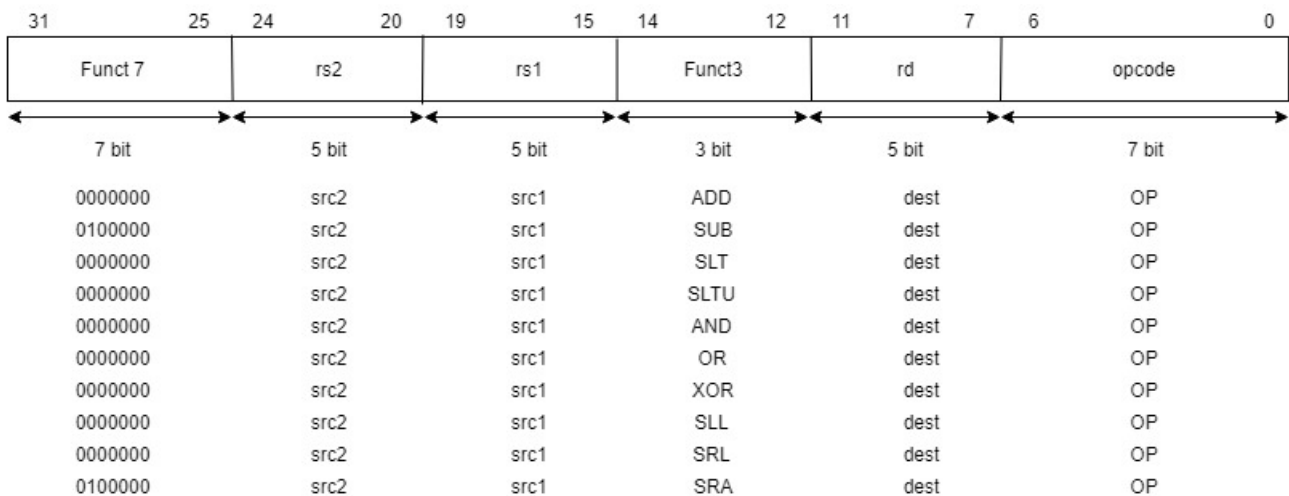 31 25 24 20 19 15 14 12 11 7 6 0
Funct 7 rs2 rs1 Funct3 rd opcode
7 bit 5 bit 5 bit 3 bit 5 bit 7 bit
0000000 src2 src1 ADD dest OP
0100000 src2 src1 SUB dest OP
0000000 src2 src1 SLT dest OP
0000000 src2 src1 SLTU dest OP
0000000 src2 src1 AND dest OP
0000000 src2 src1 OR dest OP
0000000 src2 src1 XOR dest OP
0000000 src2 src1 SLL dest OP
0000000 src2 src1 SRL dest OP
0100000 src2 src1 SRA dest OP